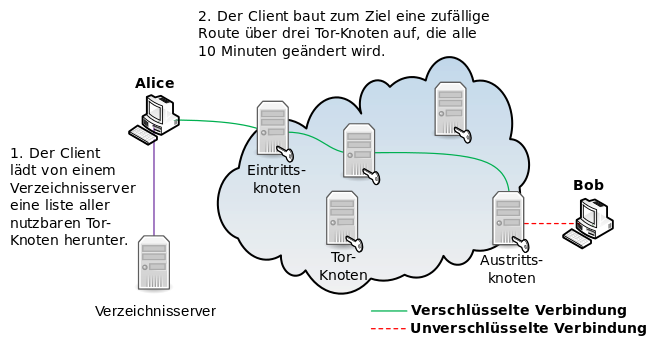 2. Der Client baut zum Ziel eine zufällige
Route über drei Tor-Knoten auf, die alle
10 Minuten geändert wird.
Alice
1. Der Client
lädt von einem
Verzeichnisserver
eine liste aller
nutzbaren Tor-
Knoten herunter.
Eintritts-
knoten
Bob
Tor-
Knoten
Austritts-
knoten
Verzeichnisserver
Verschlüsselte Verbindung
Unverschlüsselte Verbindung